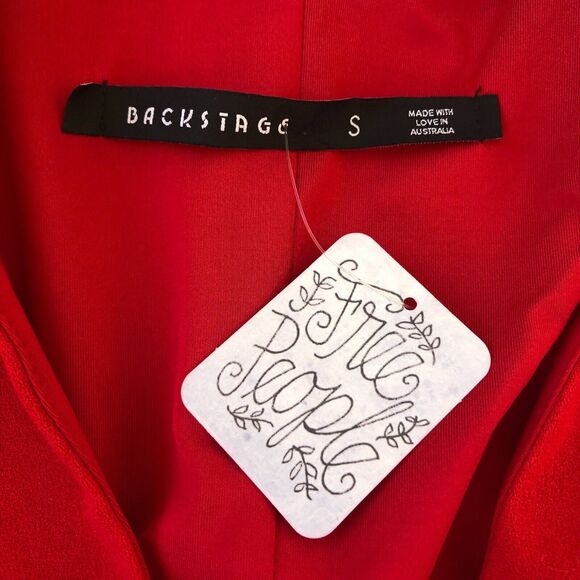 BACKSTAGE S
MADE WITH
LOVE IN
AUSTRALIA
Free
People